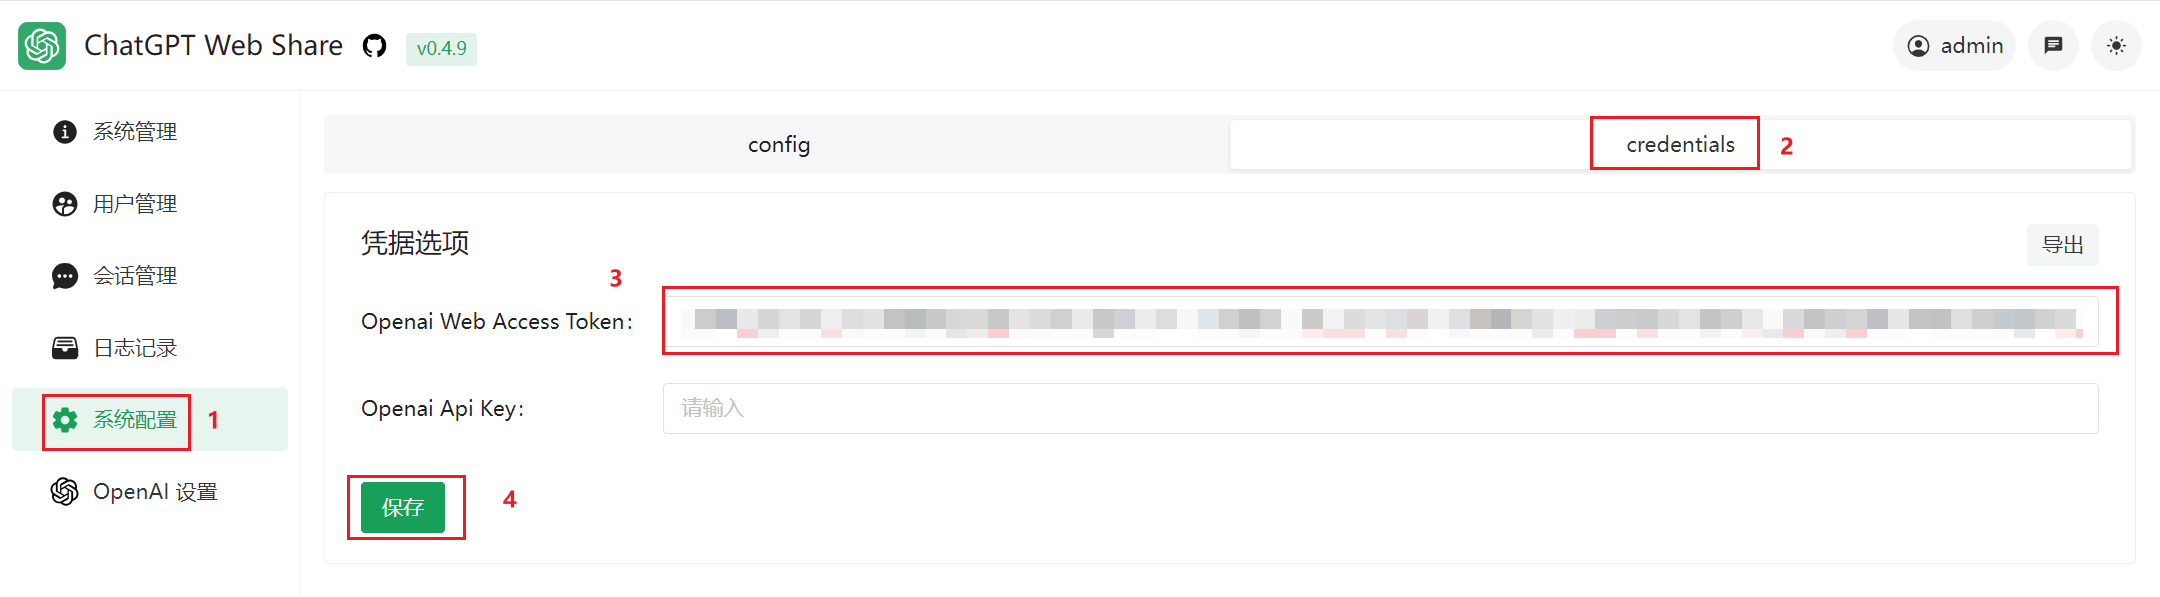 ChatGPT Web Share v0.4.9 admin
系统管理
用户管理
会话管理
日志记录
系统配置 1
OpenAI 设置
config credentials 2
凭据选项 导出
3
Openai Web Access Token:
Openai Api Key: 请输入
保存 4